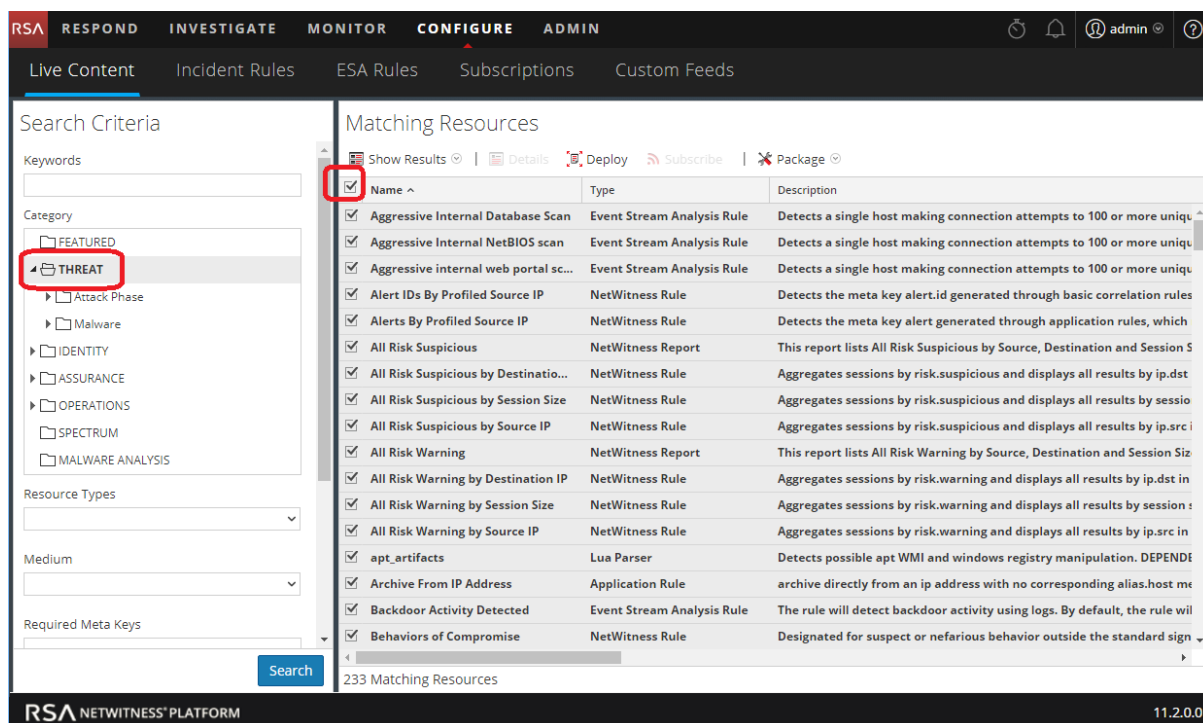 RSA RESPOND INVESTIGATE MONITOR CONFIGURE ADMIN admin ?
Live Content Incident Rules ESA Rules Subscriptions Custom Feeds
Search Criteria
Keywords
Category
FEATURED
THREAT
Attack Phase
Malware
IDENTITY
ASSURANCE
OPERATIONS
SPECTRUM
MALWARE ANALYSIS
Resource Types
Medium
Required Meta Keys
Search
Matching Resources
Show Results | Details Deploy Subscribe | Package
Name Type Description
Aggressive Internal Database Scan Event Stream Analysis Rule Detects a single host making connection attempts to 100 or more uniqu
Aggressive Internal NetBIOS scan Event Stream Analysis Rule Detects a single host making connection attempts to 100 or more uniqu
Aggressive internal web portal sc... Event Stream Analysis Rule Detects a single host making connection attempts to 100 or more uniqu
Alert IDs By Profiled Source IP NetWitness Rule Detects the meta key alert.id generated through basic correlation rules
Alerts By Profiled Source IP NetWitness Rule Detects the meta key alert generated through application rules, which
All Risk Suspicious NetWitness Report This report lists All Risk Suspicious by Source, Destination and Session S
All Risk Suspicious by Destinatio... NetWitness Rule Aggregates sessions by risk.suspicious and displays all results by ip.dst
All Risk Suspicious by Session Size NetWitness Rule Aggregates sessions by risk.suspicious and displays all results by sessio
All Risk Suspicious by Source IP NetWitness Rule Aggregates sessions by risk.suspicious and displays all results by ip.src i
All Risk Warning NetWitness Report This report lists All Risk Warning by Source, Destination and Session Siz
All Risk Warning by Destination IP NetWitness Rule Aggregates sessions by risk.warning and displays all results by ip.dst in
All Risk Warning by Session Size NetWitness Rule Aggregates sessions by risk.warning and displays all results by session s
All Risk Warning by Source IP NetWitness Rule Aggregates sessions by risk.warning and displays all results by ip.src in
apt_artifacts Lua Parser Detects possible apt WMI and windows registry manipulation. DEPENDE
Archive From IP Address Application Rule archive directly from an ip address with no corresponding alias.host me
Backdoor Activity Detected Event Stream Analysis Rule The rule will detect backdoor activity using logs. By default, the rule wil
Behaviors of Compromise NetWitness Rule Designated for suspect or nefarious behavior outside the standard sign
233 Matching Resources
RSA NETWITNESS® PLATFORM 11.2.0.0